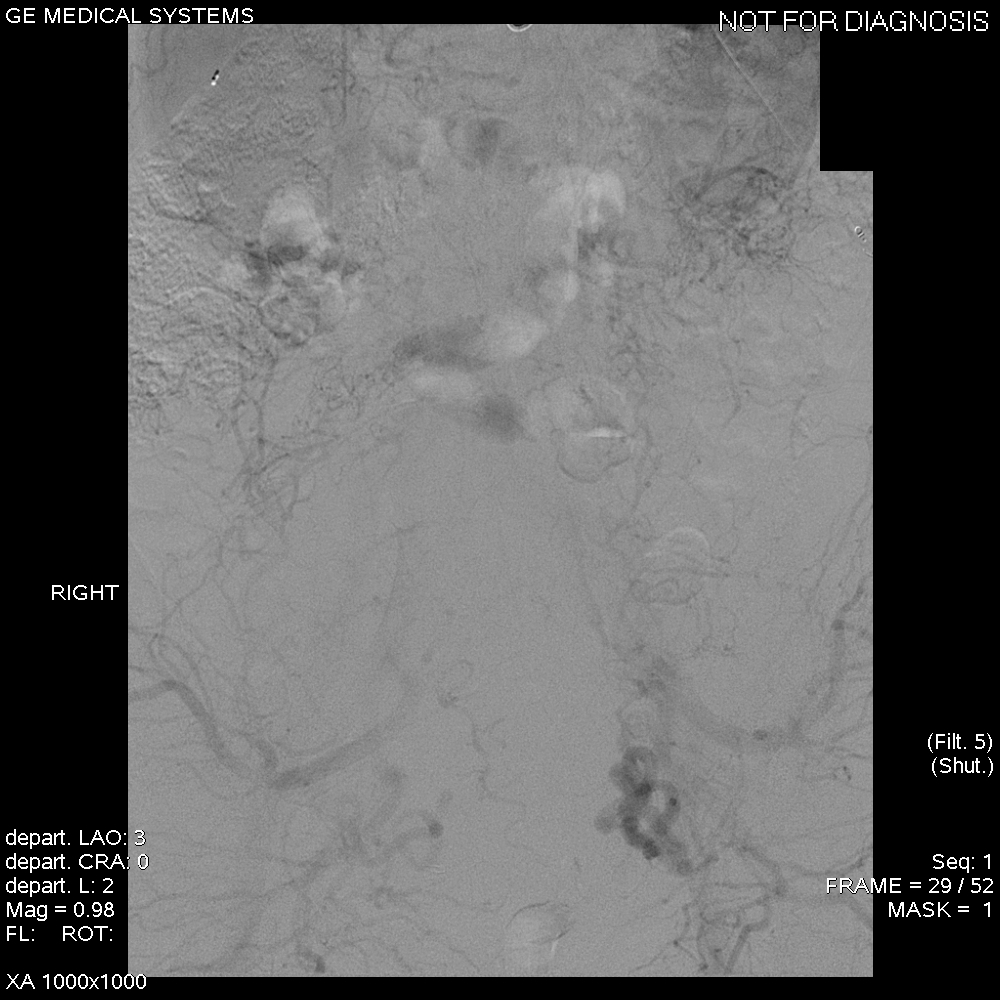 GE MEDICAL SYSTEMS
NOT FOR DIAGNOSIS
RIGHT
(Filt. 5)
(Shut.)
depart. LAO: 3
depart. CRA: 0
depart. L: 2
Mag = 0.98
FL: ROT:
Seq: 1
FRAME = 29 / 52
MASK = 1
XA 1000x1000